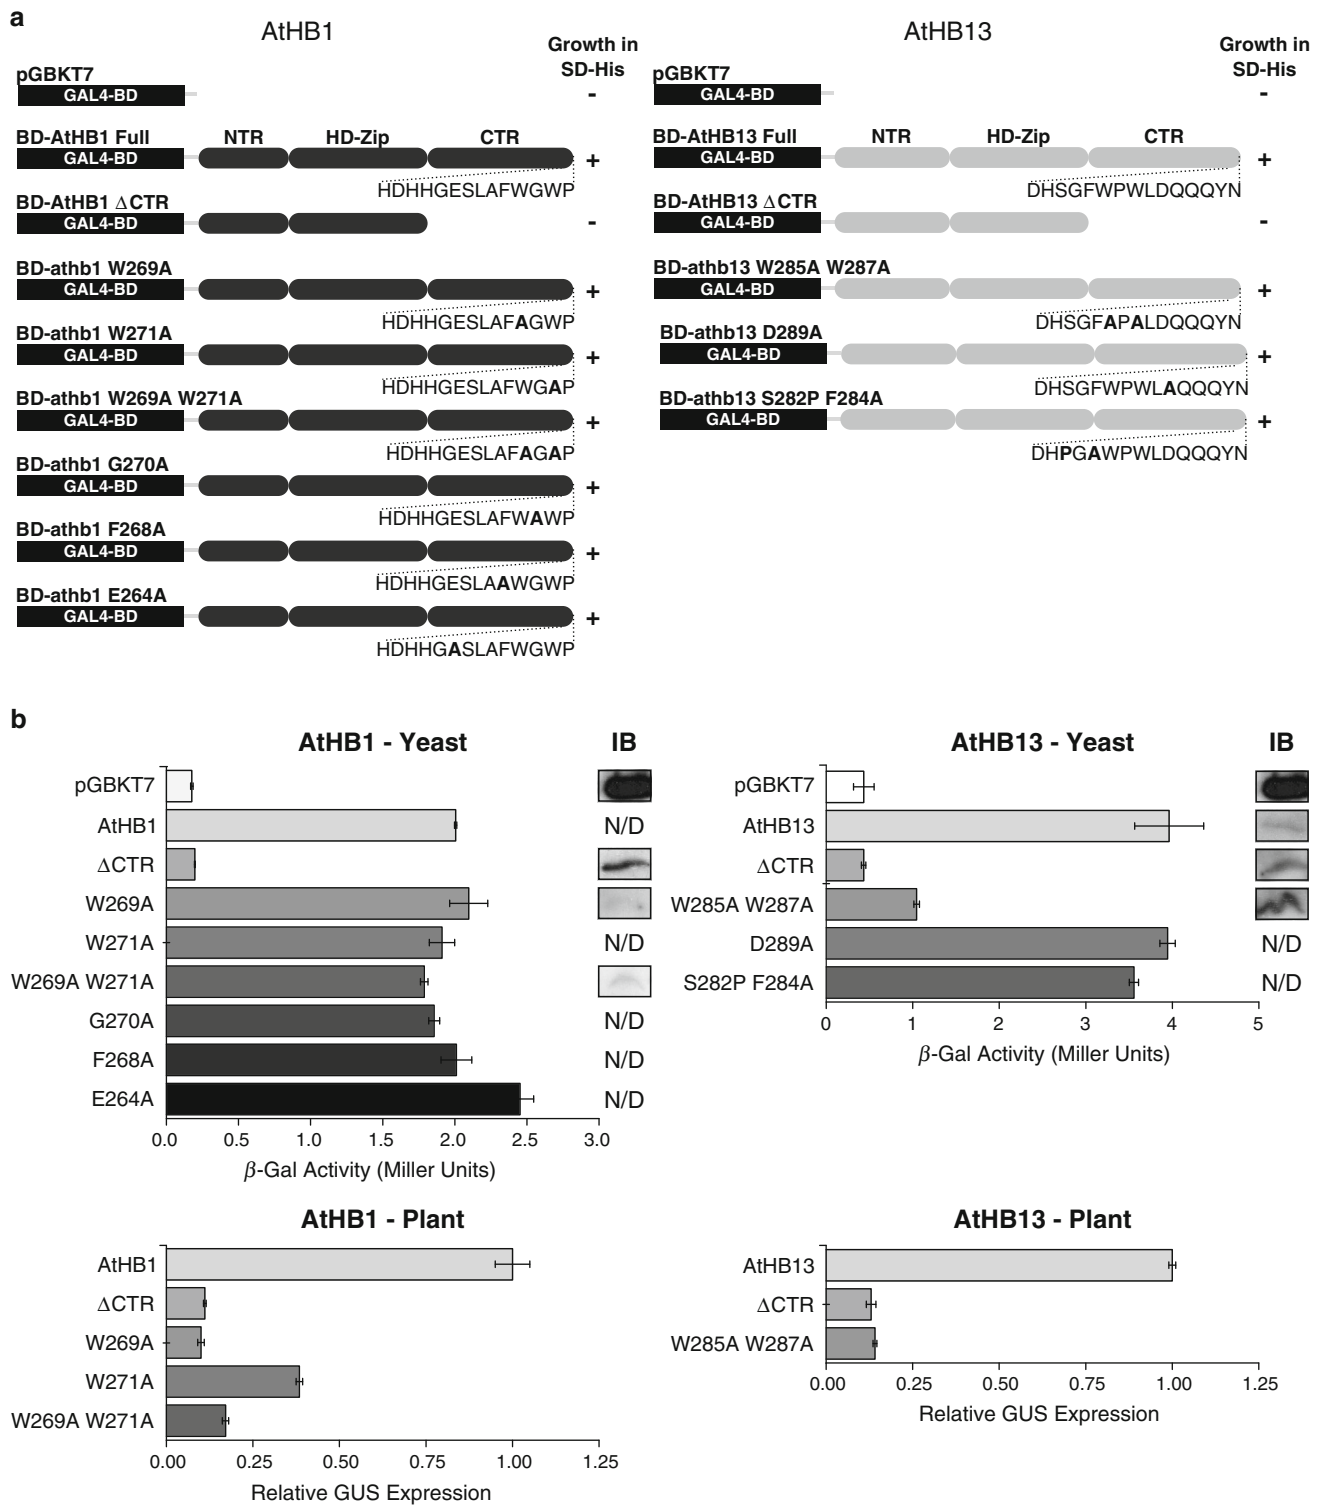 a
AtHB1
Growth in
SD-His
pGBKT7
GAL4-BD
-
BD-AtHB1 Full
NTR
HD-Zip
CTR
GAL4-BD
+
HDHHGESLAFWGWP
BD-AtHB1 ΔCTR
GAL4-BD
-
BD-athb1 W269A
GAL4-BD
+
HDHHGESLAFAGWP
BD-athb1 W271A
GAL4-BD
+
HDHHGESLAFWGAP
BD-athb1 W269A W271A
GAL4-BD
+
HDHHGESLAFAGAP
BD-athb1 G270A
GAL4-BD
+
HDHHGESLAFWAWP
BD-athb1 F268A
GAL4-BD
+
HDHHGESLAAWGWP
BD-athb1 E264A
GAL4-BD
+
HDHHGASLAFWGWP
AtHB13
Growth in
SD-His
pGBKT7
GAL4-BD
-
BD-AtHB13 Full
NTR
HD-Zip
CTR
GAL4-BD
+
DHSGFWPWLDQQQYN
BD-AtHB13 ΔCTR
GAL4-BD
-
BD-athb13 W285A W287A
GAL4-BD
+
DHSGFAPALDQQQYN
BD-athb13 D289A
GAL4-BD
+
DHSGFWPWLAQQQYN
BD-athb13 S282P F284A
GAL4-BD
+
DHPGAWPWLDQQQYN
b
AtHB1 - Yeast
IB
pGBKT7
AtHB1
N/D
ΔCTR
W269A
W271A
N/D
W269A W271A
G270A
N/D
F268A
N/D
E264A
N/D
0.0 0.5 1.0 1.5 2.0 2.5 3.0
β-Gal Activity (Miller Units)
AtHB13 - Yeast
IB
pGBKT7
AtHB13
ΔCTR
W285A W287A
D289A
N/D
S282P F284A
N/D
0 1 2 3 4 5
β-Gal Activity (Miller Units)
AtHB1 - Plant
AtHB1
ΔCTR
W269A
W271A
W269A W271A
0.00 0.25 0.50 0.75 1.00 1.25
Relative GUS Expression
AtHB13 - Plant
AtHB13
ΔCTR
W285A W287A
0.00 0.25 0.50 0.75 1.00 1.25
Relative GUS Expression